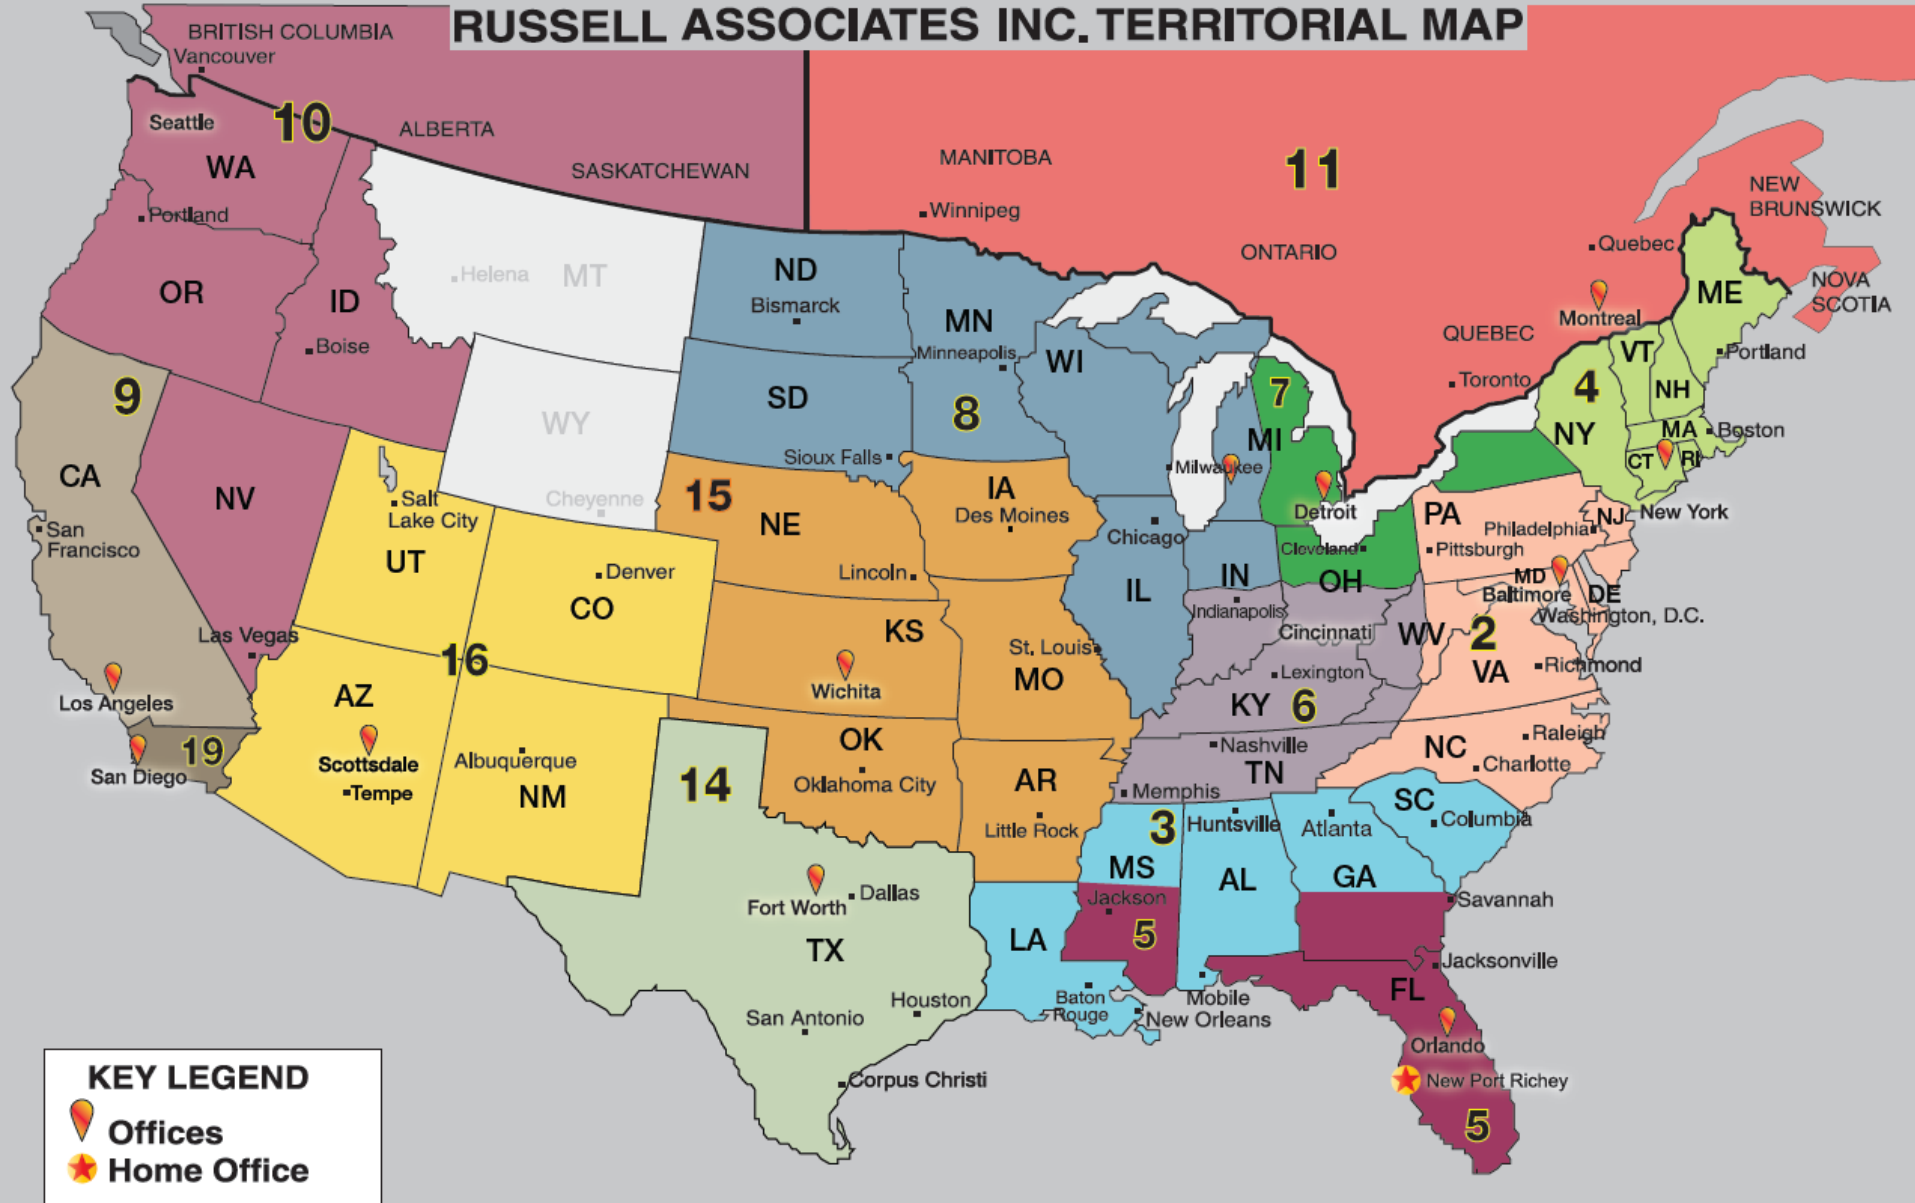 RUSSELL ASSOCIATES INC. TERRITORIAL MAP
BRITISH COLUMBIA
Vancouver
Seattle
10
ALBERTA
SASKATCHEWAN
MANITOBA
11
Winnipeg
ONTARIO
NEW
BRUNSWICK
Quebec
NOVA
SCOTIA
Montreal
QUEBEC
Toronto
WA
Portland
OR
ID
Boise
Helena
MT
WY
Cheyenne
ND
Bismarck
MN
Minneapolis
WI
SD
8
Sioux Falls
Milwaukee
7
MI
Detroit
ME
VT
Portland
NH
4
NY
MA
Boston
CT
RI
New York
9
CA
NV
San
Francisco
Las Vegas
Los Angeles
San Diego
19
Salt
Lake City
UT
Denver
CO
16
AZ
Scottsdale
Tempe
Albuquerque
NM
15
NE
Lincoln
IA
Des Moines
KS
Wichita
St. Louis
MO
OK
Oklahoma City
AR
Little Rock
Chicago
IL
IN
Indianapolis
Cleveland
OH
Cincinnati
WV
Lexington
KY
6
Nashville
TN
Memphis
PA
Philadelphia
NJ
Pittsburgh
MD
Baltimore
DE
Washington, D.C.
2
VA
Richmond
NC
Raleigh
Charlotte
14
Fort Worth
Dallas
TX
Houston
San Antonio
Corpus Christi
3
MS
Jackson
5
Huntsville
AL
Atlanta
GA
SC
Columbia
Savannah
LA
Baton
Rouge
New Orleans
Mobile
Jacksonville
FL
Orlando
New Port Richey
5
KEY LEGEND
Offices
Home Office